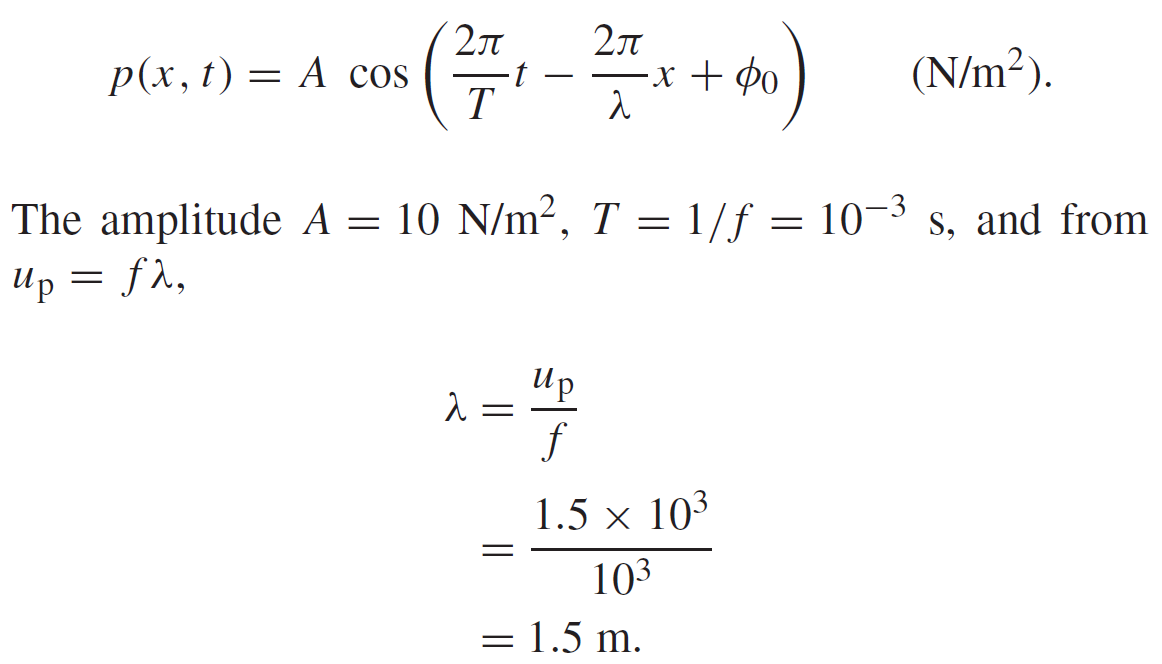 p(x, t) = A cos(2π/T t − 2π/λ x + ϕ₀) (N/m²).
The amplitude A = 10 N/m², T = 1/f = 10⁻³ s, and from
uₚ = fλ,
λ = uₚ/f
= 1.5 × 10³/10³
= 1.5 m.